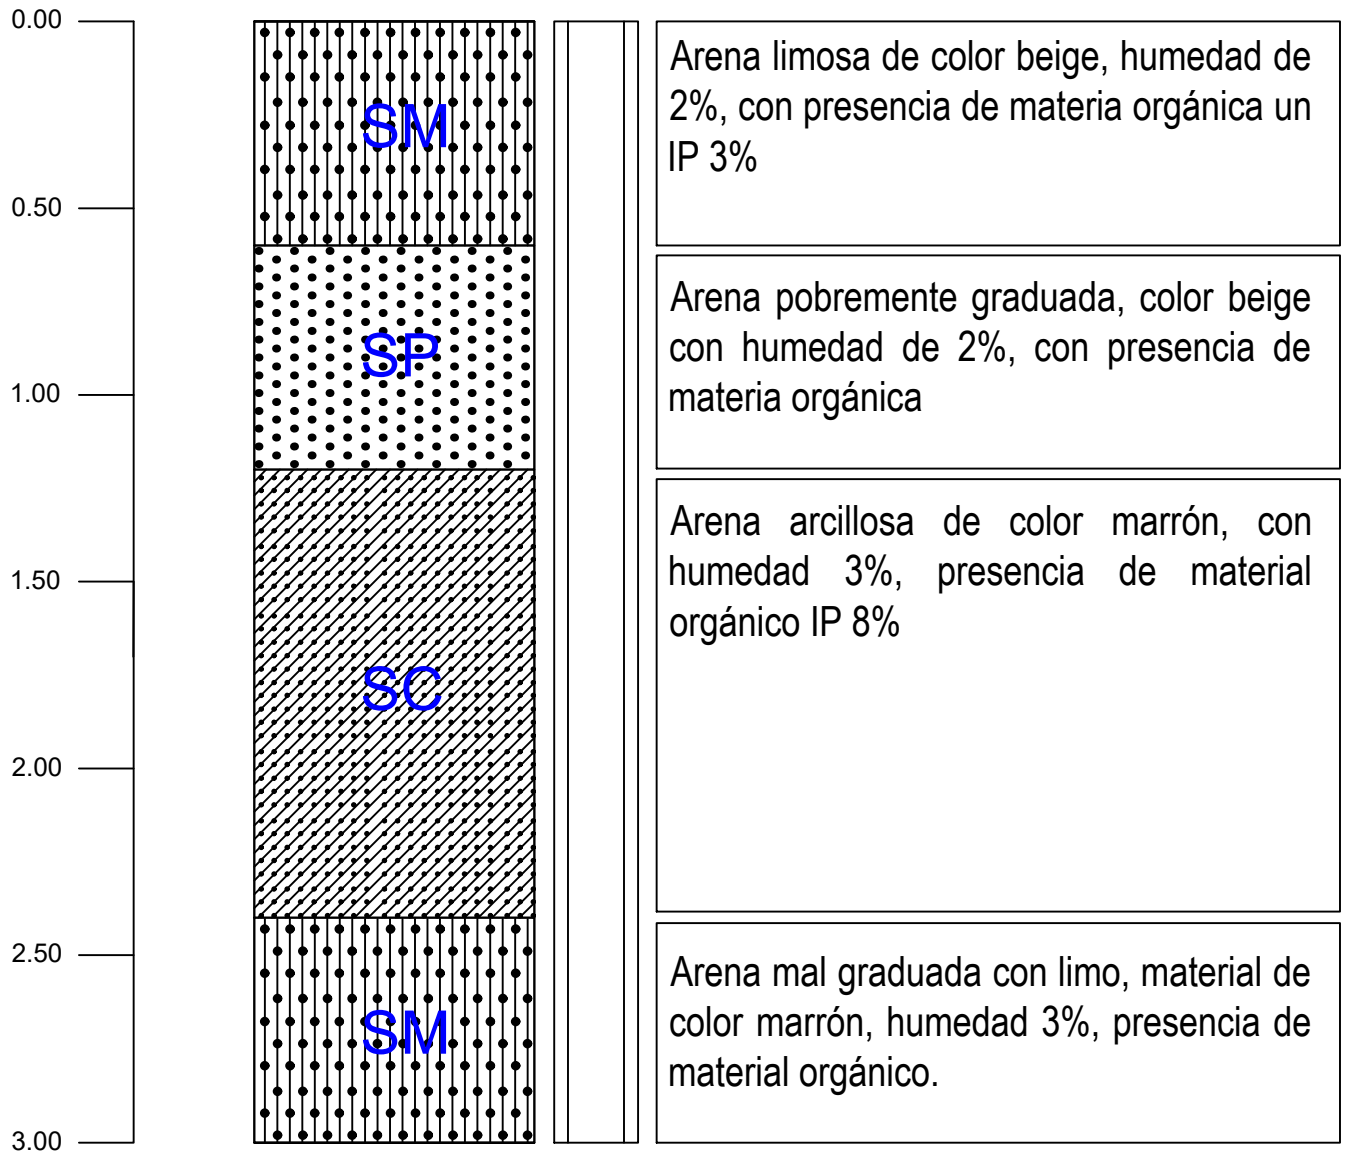 0.00
0.50
1.00
1.50
2.00
2.50
3.00
SM
SP
SC
SM
Arena limosa de color beige, humedad de
2%, con presencia de materia orgánica un
IP 3%
Arena pobremente graduada, color beige
con humedad de 2%, con presencia de
materia orgánica
Arena arcillosa de color marrón, con
humedad 3%, presencia de material
orgánico IP 8%
Arena mal graduada con limo, material de
color marrón, humedad 3%, presencia de
material orgánico.